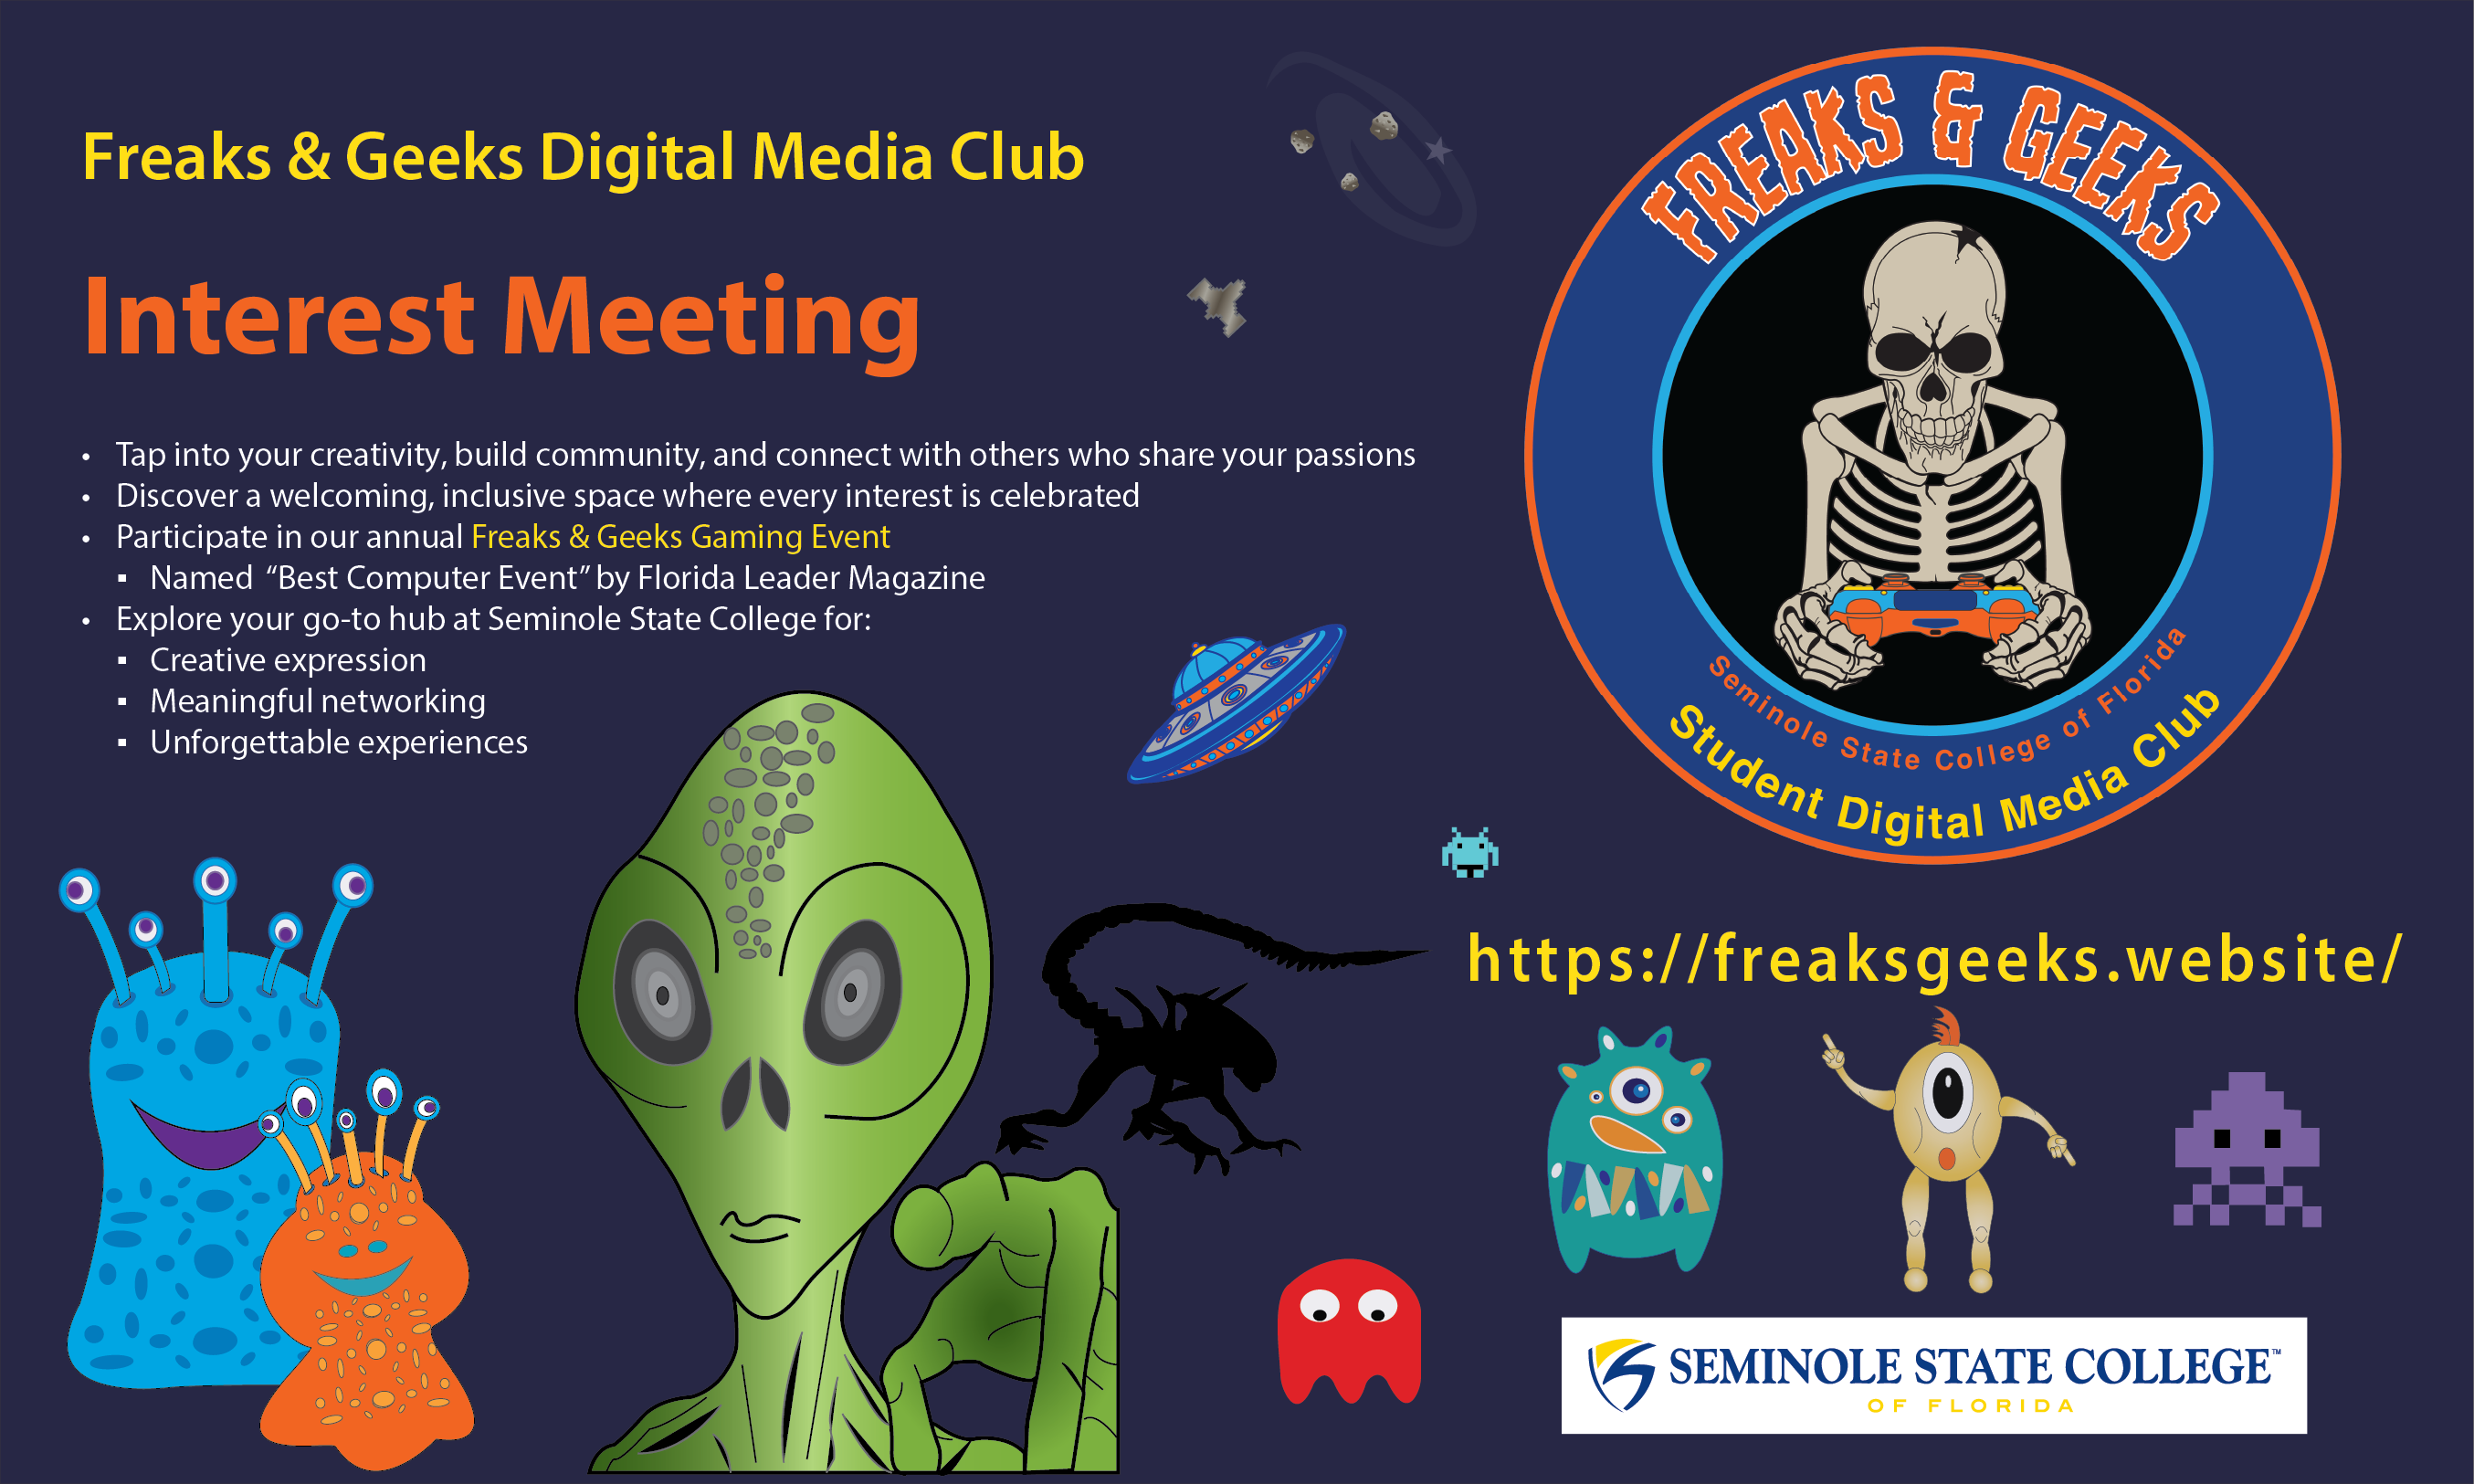 Freaks & Geeks Digital Media Club
Interest Meeting
• Tap into your creativity, build community, and connect with others who share your passions
• Discover a welcoming, inclusive space where every interest is celebrated
• Participate in our annual Freaks & Geeks Gaming Event
▪ Named “Best Computer Event” by Florida Leader Magazine
• Explore your go-to hub at Seminole State College for:
▪ Creative expression
▪ Meaningful networking
▪ Unforgettable experiences
FREAKS & GEEKS
Seminole State College of Florida
Student Digital Media Club
https://freaksgeeks.website/
SEMINOLE STATE COLLEGE™
OF FLORIDA